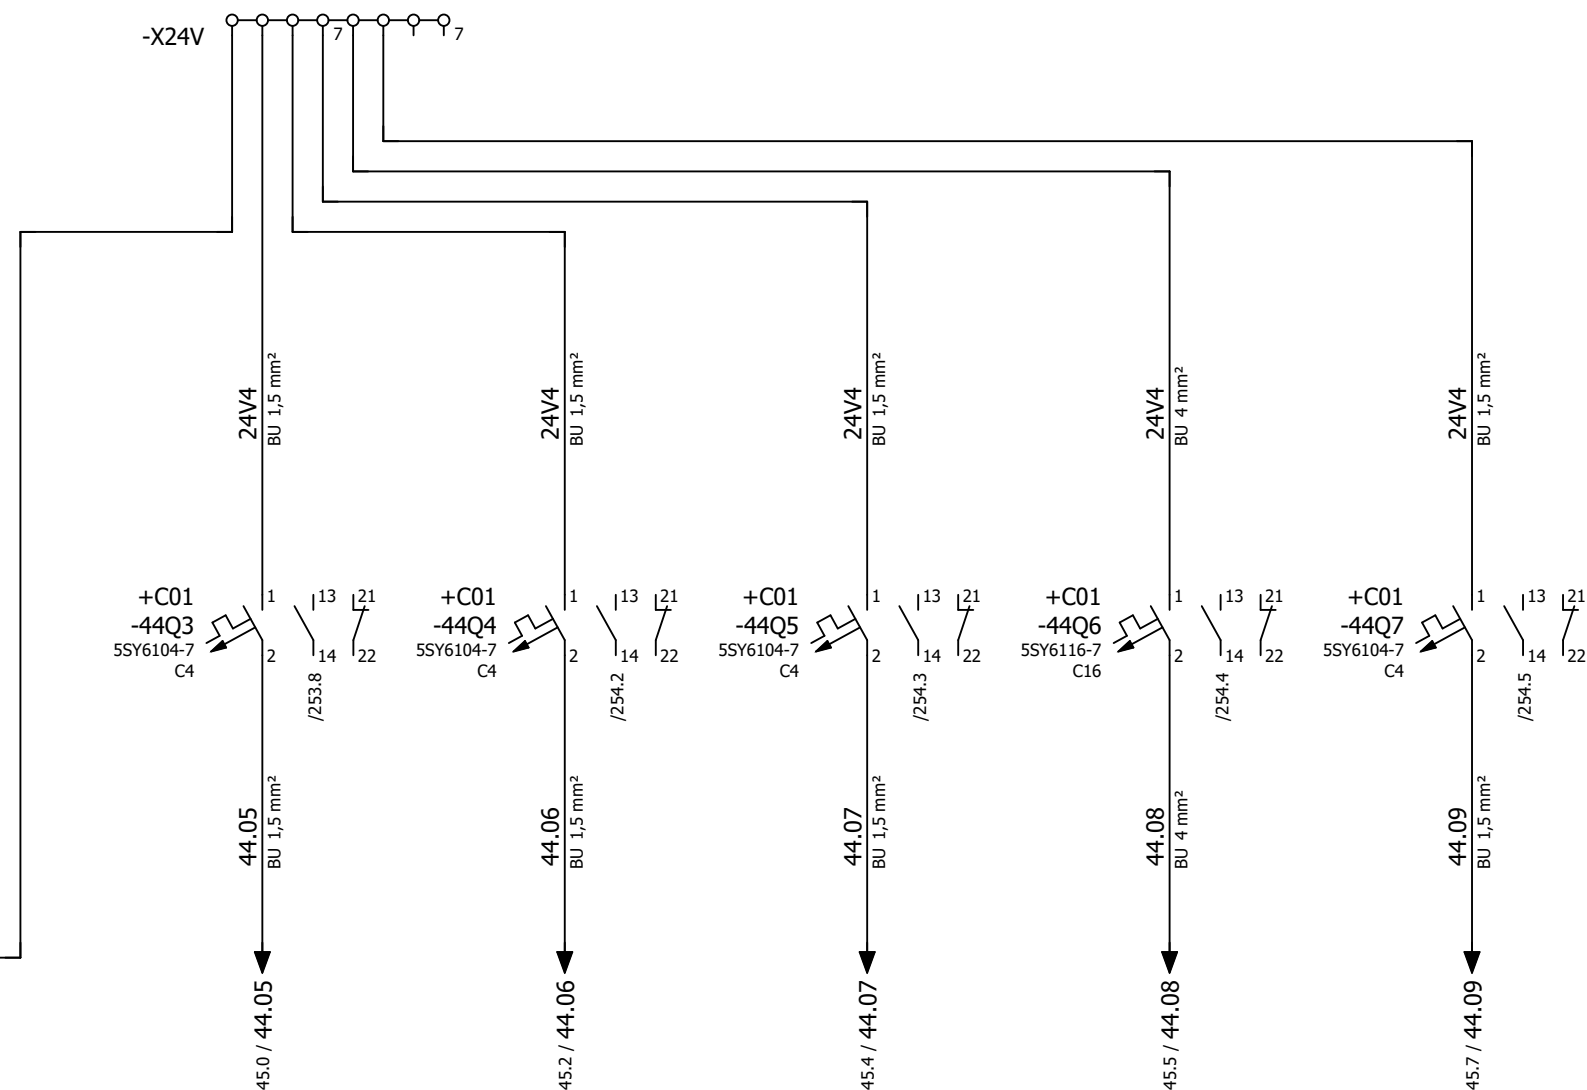 -X24V
7
7
24V4
BU 1,5 mm²
24V4
BU 1,5 mm²
24V4
BU 1,5 mm²
24V4
BU 4 mm²
24V4
BU 1,5 mm²
+C01
-44Q3
5SY6104-7
C4
1
2
13
14
21
22
/253.8
+C01
-44Q4
5SY6104-7
C4
1
2
13
14
21
22
/254.2
+C01
-44Q5
5SY6104-7
C4
1
2
13
14
21
22
/254.3
+C01
-44Q6
5SY6116-7
C16
1
2
13
14
21
22
/254.4
+C01
-44Q7
5SY6104-7
C4
1
2
13
14
21
22
/254.5
44.05
BU 1,5 mm²
44.06
BU 1,5 mm²
44.07
BU 1,5 mm²
44.08
BU 4 mm²
44.09
BU 1,5 mm²
45.0 / 44.05
45.2 / 44.06
45.4 / 44.07
45.5 / 44.08
45.7 / 44.09